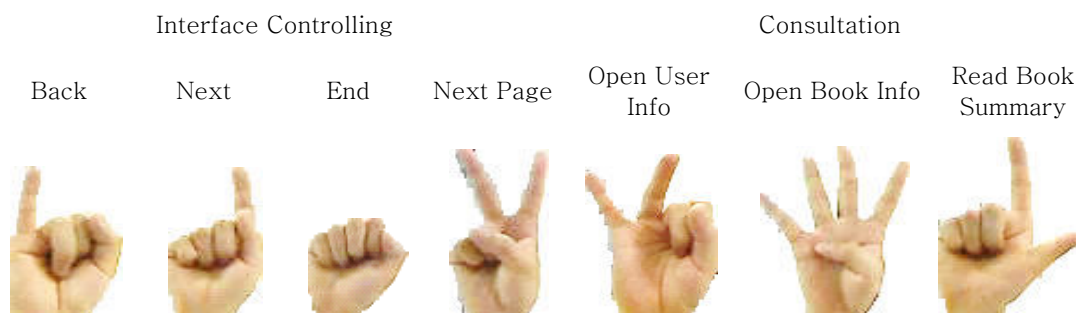 Interface Controlling Consultation
Back Next End Next Page Open User Info Open Book Info Read Book Summary